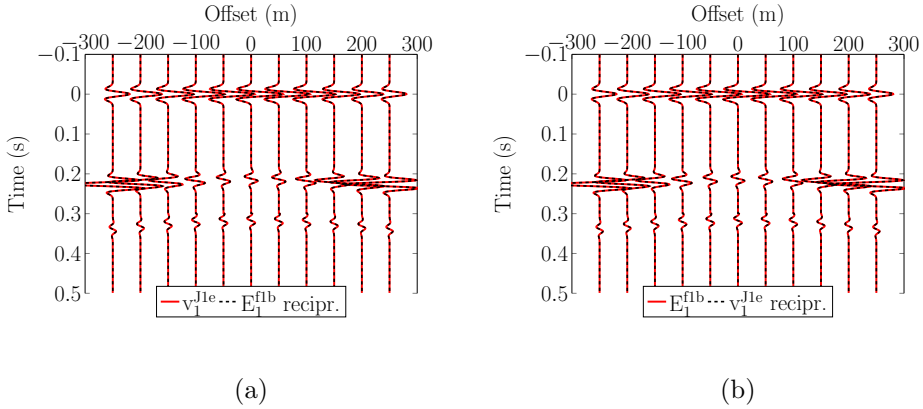 Offset (m)
−300 −200 −100 0 100 200 300
−0.1
0
0.1
0.2
0.3
0.4
0.5
Time (s)
v₁ᴶ¹ᵉ E₁ᶠ¹ᵇ recipr.
(a)
Offset (m)
−300 −200 −100 0 100 200 300
−0.1
0
0.1
0.2
0.3
0.4
0.5
Time (s)
E₁ᶠ¹ᵇ v₁ᴶ¹ᵉ recipr.
(b)